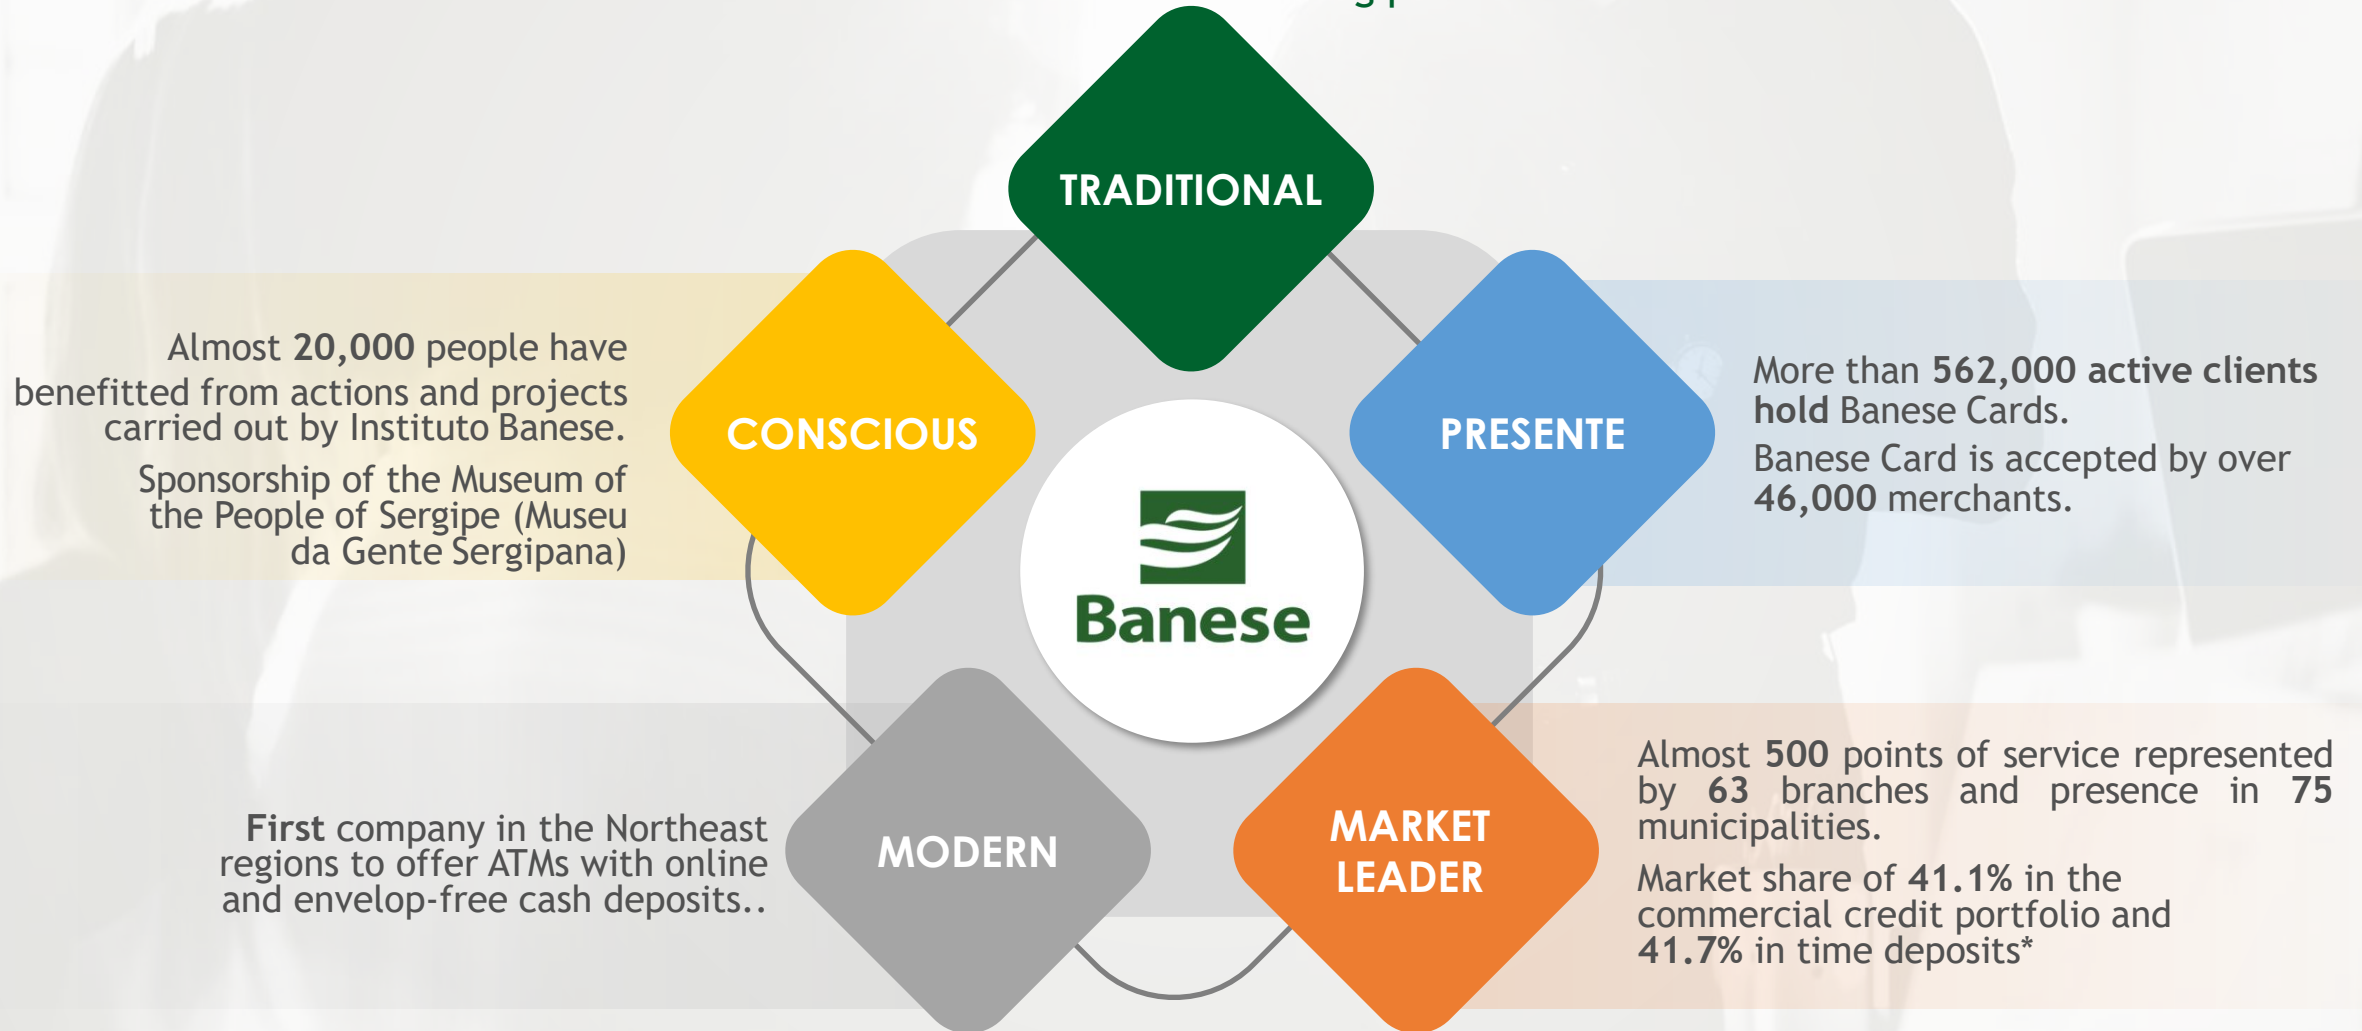 TRADITIONAL
CONSCIOUS
Almost 20,000 people have
benefitted from actions and projects
carried out by Instituto Banese.
Sponsorship of the Museum of
the People of Sergipe (Museu
da Gente Sergipana)
PRESENTE
More than 562,000 active clients
hold Banese Cards.
Banese Card is accepted by over
46,000 merchants.
Banese
MODERN
First company in the Northeast
regions to offer ATMs with online
and envelop-free cash deposits..
MARKET
LEADER
Almost 500 points of service represented
by 63 branches and presence in 75
municipalities.
Market share of 41.1% in the
commercial credit portfolio and
41.7% in time deposits*